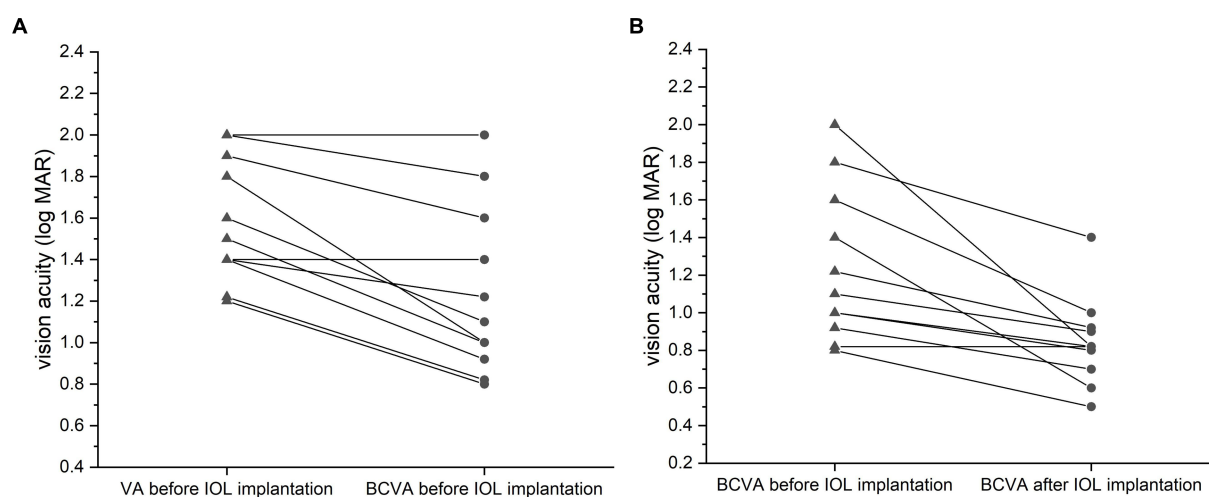 A
vision acuity (log MAR)
2.4
2.2
2.0
1.8
1.6
1.4
1.2
1.0
0.8
0.6
0.4
VA before IOL implantation
BCVA before IOL implantation
B
vision acuity (log MAR)
2.4
2.2
2.0
1.8
1.6
1.4
1.2
1.0
0.8
0.6
0.4
0.2
BCVA before IOL implantation
BCVA after IOL implantation